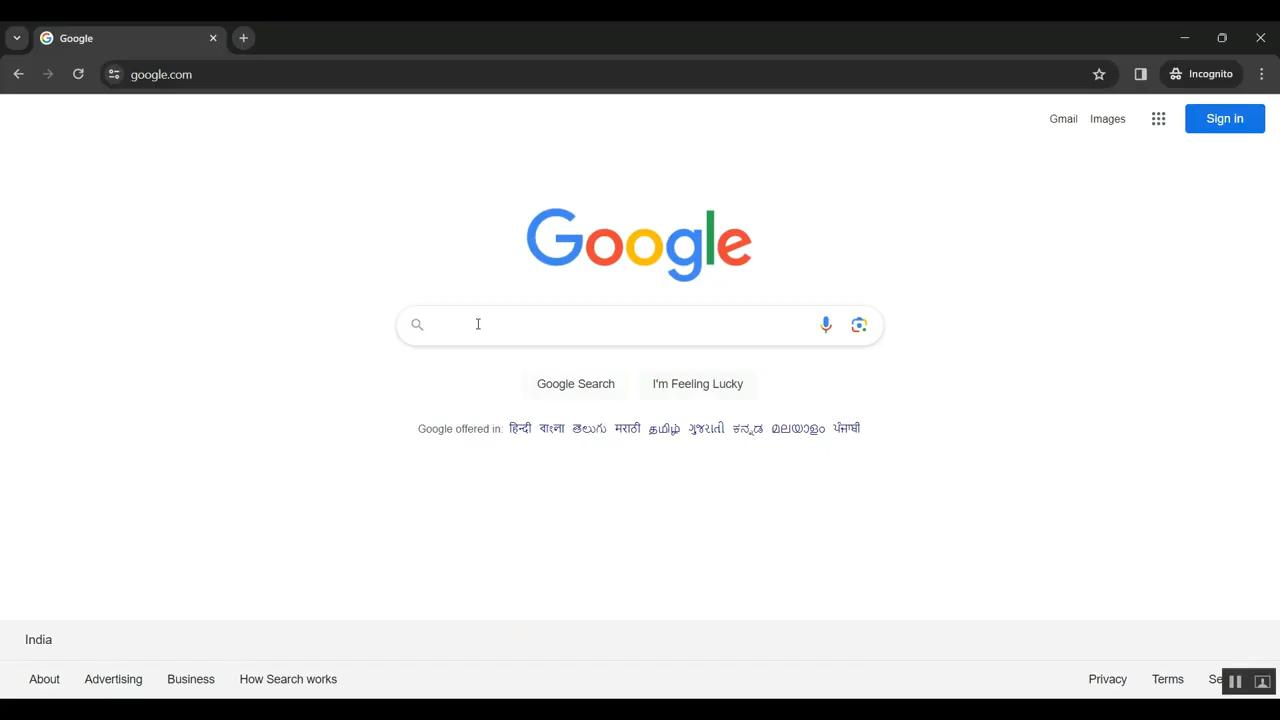 Google
google.com
Incognito
Gmail Images Sign in
Google
Google Search I'm Feeling Lucky
Google offered in: हिन्दी বাংলা తెలుగు मराठी தமிழ் ગુજરાતી ಕನ್ನಡ മലയാളം ਪੰਜਾਬੀ
India
About Advertising Business How Search works Privacy Terms Se